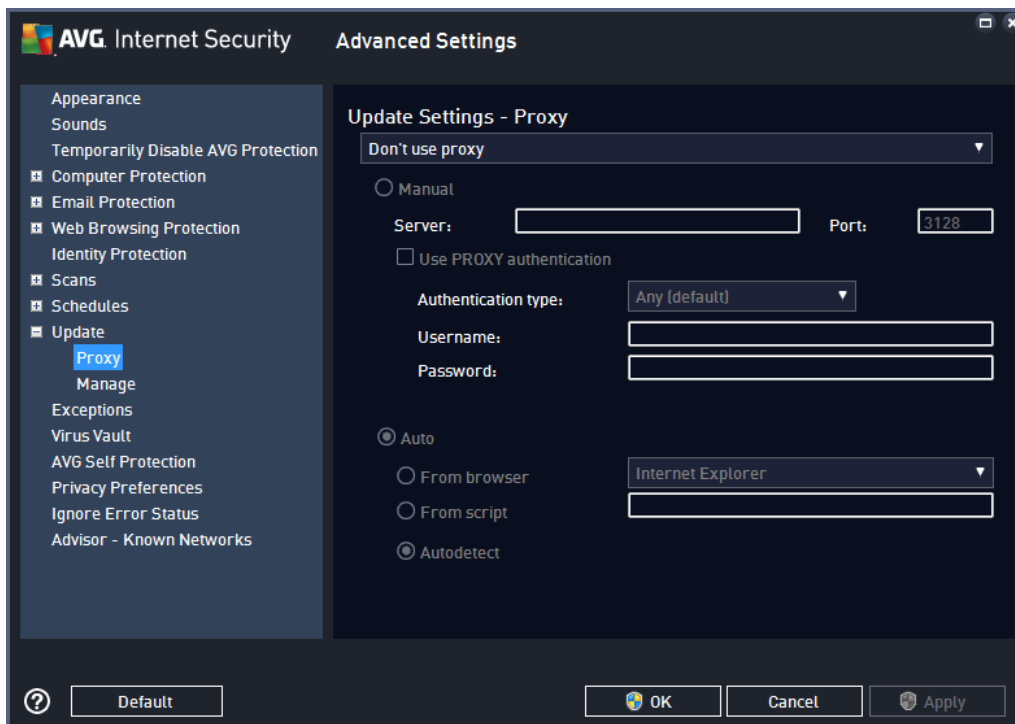 AVG. Internet Security
Advanced Settings
Appearance
Sounds
Temporarily Disable AVG Protection
Computer Protection
Email Protection
Web Browsing Protection
Identity Protection
Scans
Schedules
Update
Proxy
Manage
Exceptions
Virus Vault
AVG Self Protection
Privacy Preferences
Ignore Error Status
Advisor - Known Networks
Update Settings - Proxy
Don't use proxy
Manual
Server: Port: 3128
Use PROXY authentication
Authentication type: Any (default)
Username:
Password:
Auto
From browser Internet Explorer
From script
Autodetect
? Default OK Cancel Apply